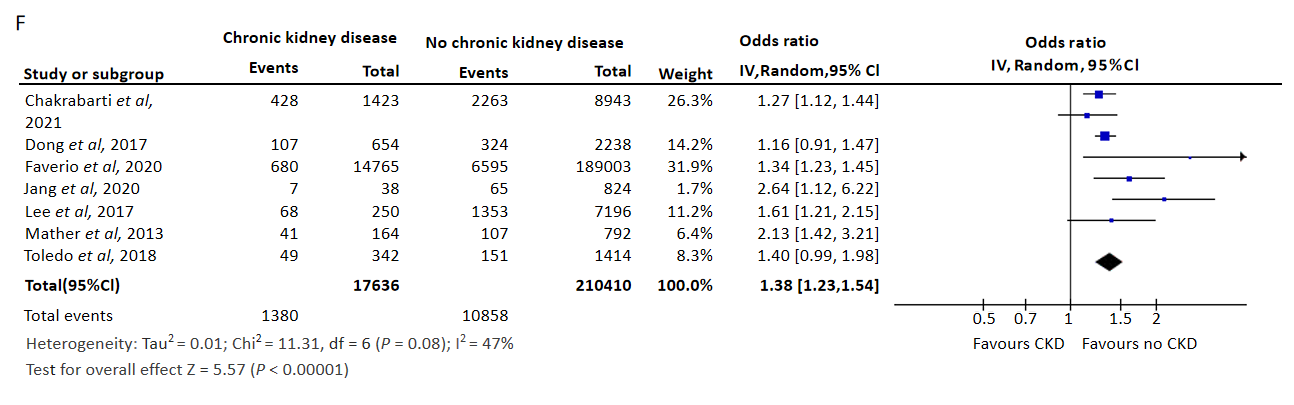 F
Chronic kidney disease No chronic kidney disease Odds ratio Odds ratio
Study or subgroup Events Total Events Total Weight IV,Random,95% Cl IV, Random, 95%Cl
Chakrabarti et al, 428 1423 2263 8943 26.3% 1.27 [1.12, 1.44]
2021
Dong et al, 2017 107 654 324 2238 14.2% 1.16 [0.91, 1.47]
Faverio et al, 2020 680 14765 6595 189003 31.9% 1.34 [1.23, 1.45]
Jang et al, 2020 7 38 65 824 1.7% 2.64 [1.12, 6.22]
Lee et al, 2017 68 250 1353 7196 11.2% 1.61 [1.21, 2.15]
Mather et al, 2013 41 164 107 792 6.4% 2.13 [1.42, 3.21]
Toledo et al, 2018 49 342 151 1414 8.3% 1.40 [0.99, 1.98]
Total(95%Cl) 17636 210410 100.0% 1.38 [1.23,1.54]
Total events 1380 10858
0.5 0.7 1 1.5 2
Favours CKD Favours no CKD
Heterogeneity: Tau² = 0.01; Chi² = 11.31, df = 6 (P = 0.08); I² = 47%
Test for overall effect Z = 5.57 (P < 0.00001)